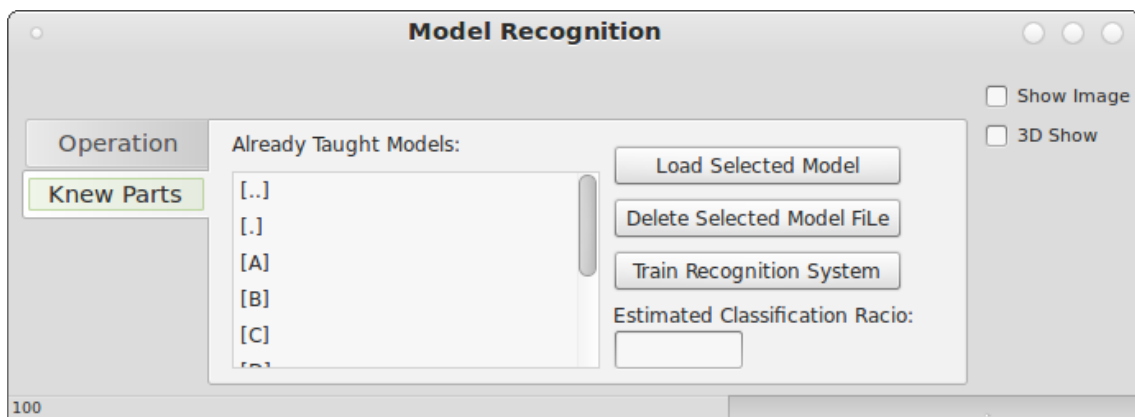 Model Recognition
Show Image
3D Show
Operation
Knew Parts
Already Taught Models:
[..]
[.]
[A]
[B]
[C]
Load Selected Model
Delete Selected Model FiLe
Train Recognition System
Estimated Classification Racio:
100